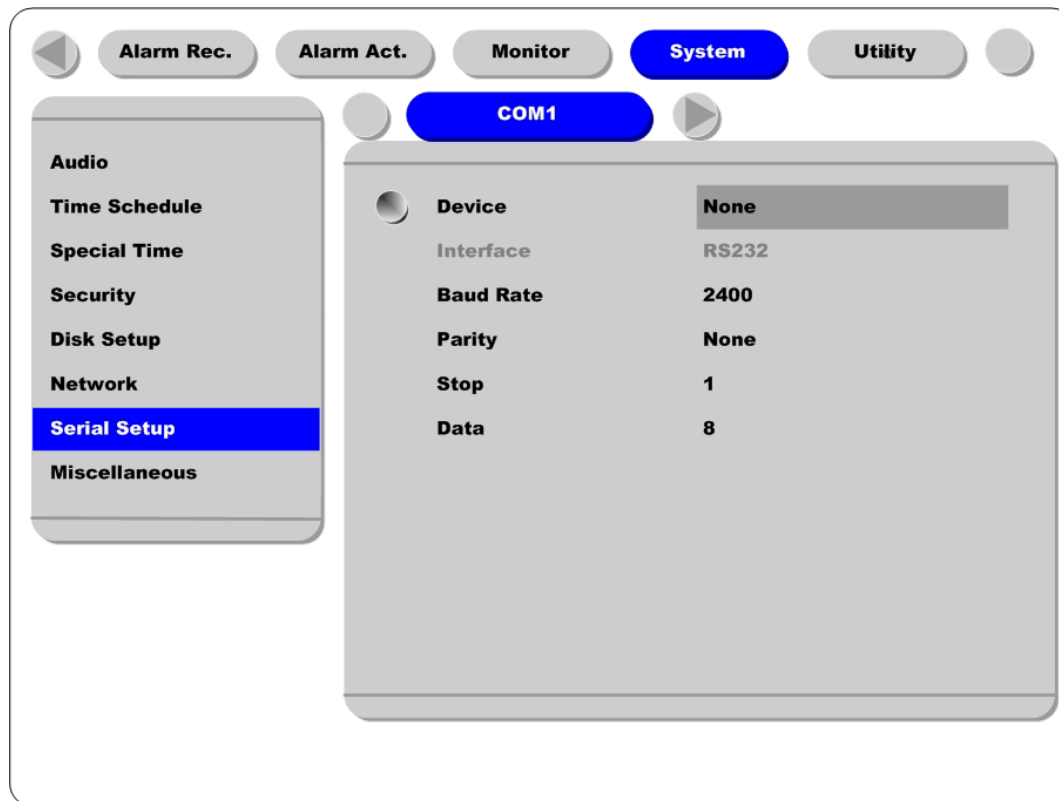 Alarm Rec. Alarm Act. Monitor System Utility
COM1
Audio
Time Schedule
Special Time
Security
Disk Setup
Network
Serial Setup
Miscellaneous
Device None
Interface RS232
Baud Rate 2400
Parity None
Stop 1
Data 8